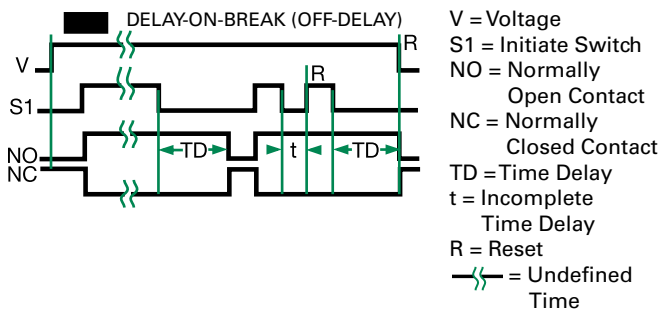 DELAY-ON-BREAK (OFF-DELAY)
R
V
S1
R
NO
NC
TD
t
TD
V = Voltage
S1 = Initiate Switch
NO = Normally
Open Contact
NC = Normally
Closed Contact
TD = Time Delay
t = Incomplete
Time Delay
R = Reset
= Undefined
Time